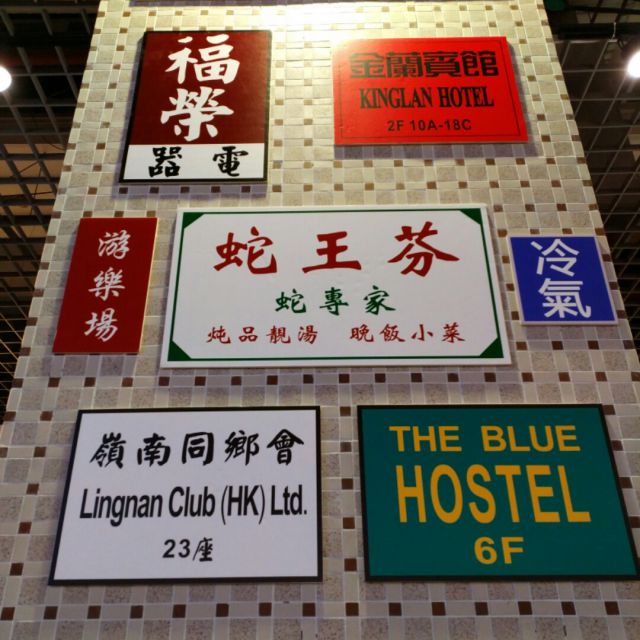 福榮
電器
金蘭賓館
KINGLAN HOTEL
2F 10A-18C
游樂場
蛇王芬
蛇專家
炖品靚湯 晚飯小菜
冷氣
嶺南同鄉會
Lingnan Club (HK) Ltd.
23座
THE BLUE
HOSTEL
6F